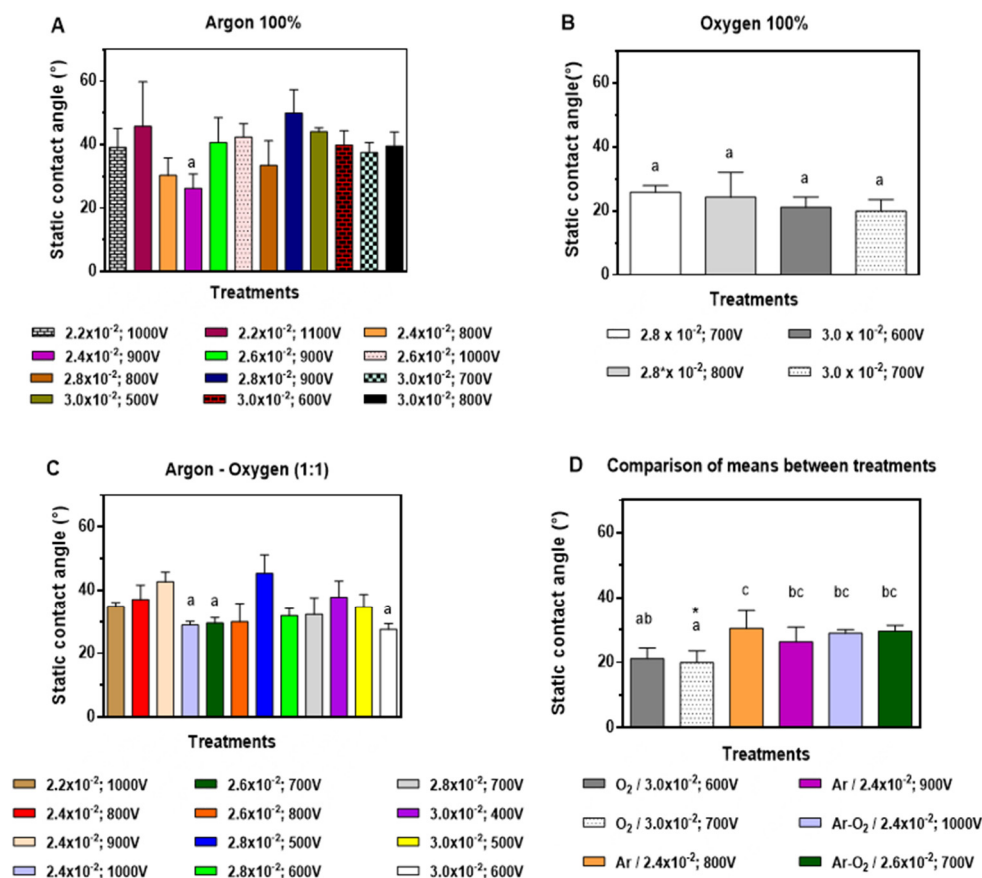 A
Argon 100%
Static contact angle (°)
60
40
20
0
a
Treatments
2.2x10⁻²; 1000V
2.2x10⁻²; 1100V
2.4x10⁻²; 800V
2.4x10⁻²; 900V
2.6x10⁻²; 900V
2.6x10⁻²; 1000V
2.8x10⁻²; 800V
2.8x10⁻²; 900V
3.0x10⁻²; 700V
3.0x10⁻²; 500V
3.0x10⁻²; 600V
3.0x10⁻²; 800V
B
Oxygen 100%
Static contact angle(°)
60
40
20
0
a a a a
Treatments
2.8 x 10⁻²; 700V
3.0 x 10⁻²; 600V
2.8*x 10⁻²; 800V
3.0 x 10⁻²; 700V
C
Argon - Oxygen (1:1)
Static contact angle (°)
60
40
20
0
a a a
Treatments
2.2x10⁻²; 1000V
2.6x10⁻²; 700V
2.8x10⁻²; 700V
2.4x10⁻²; 800V
2.6x10⁻²; 800V
3.0x10⁻²; 400V
2.4x10⁻²; 900V
2.8x10⁻²; 500V
3.0x10⁻²; 500V
2.4x10⁻²; 1000V
2.8x10⁻²; 600V
3.0x10⁻²; 600V
D
Comparison of means between treatments
Static contact angle (°)
60
40
20
0
*
ab a c bc bc bc
Treatments
O₂ / 3.0x10⁻²; 600V
Ar / 2.4x10⁻²; 900V
O₂ / 3.0x10⁻²; 700V
Ar-O₂ / 2.4x10⁻²; 1000V
Ar / 2.4x10⁻²; 800V
Ar-O₂ / 2.6x10⁻²; 700V